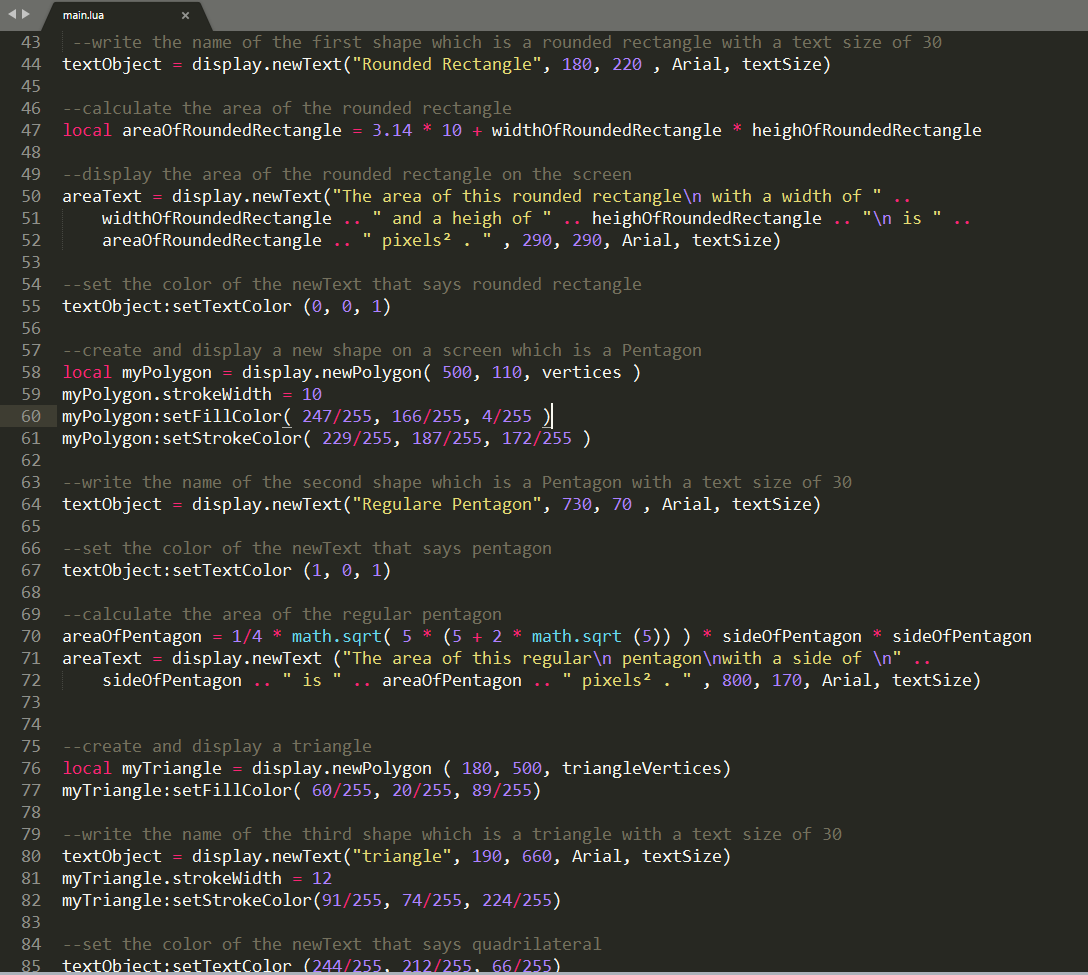 main.lua ×
43 --write the name of the first shape which is a rounded rectangle with a text size of 30
44 textObject = display.newText("Rounded Rectangle", 180, 220 , Arial, textSize)
45
46 --calculate the area of the rounded rectangle
47 local areaOfRoundedRectangle = 3.14 * 10 + widthOfRoundedRectangle * heighOfRoundedRectangle
48
49 --display the area of the rounded rectangle on the screen
50 areaText = display.newText("The area of this rounded rectangle\n with a width of " ..
51 widthOfRoundedRectangle .. " and a heigh of " .. heighOfRoundedRectangle .. "\n is " ..
52 areaOfRoundedRectangle .. " pixels² . " , 290, 290, Arial, textSize)
53
54 --set the color of the newText that says rounded rectangle
55 textObject:setTextColor (0, 0, 1)
56
57 --create and display a new shape on a screen which is a Pentagon
58 local myPolygon = display.newPolygon( 500, 110, vertices )
59 myPolygon.strokeWidth = 10
60 myPolygon:setFillColor( 247/255, 166/255, 4/255 )
61 myPolygon:setStrokeColor( 229/255, 187/255, 172/255 )
62
63 --write the name of the second shape which is a Pentagon with a text size of 30
64 textObject = display.newText("Regulare Pentagon", 730, 70 , Arial, textSize)
65
66 --set the color of the newText that says pentagon
67 textObject:setTextColor (1, 0, 1)
68
69 --calculate the area of the regular pentagon
70 areaOfPentagon = 1/4 * math.sqrt( 5 * (5 + 2 * math.sqrt (5)) ) * sideOfPentagon * sideOfPentagon
71 areaText = display.newText ("The area of this regular\n pentagon\nwith a side of \n" ..
72 sideOfPentagon .. " is " .. areaOfPentagon .. " pixels² . " , 800, 170, Arial, textSize)
73
74
75 --create and display a triangle
76 local myTriangle = display.newPolygon ( 180, 500, triangleVertices)
77 myTriangle:setFillColor( 60/255, 20/255, 89/255)
78
79 --write the name of the third shape which is a triangle with a text size of 30
80 textObject = display.newText("triangle", 190, 660, Arial, textSize)
81 myTriangle.strokeWidth = 12
82 myTriangle:setStrokeColor(91/255, 74/255, 224/255)
83
84 --set the color of the newText that says quadrilateral
85 textObject:setTextColor (244/255, 212/255, 66/255)